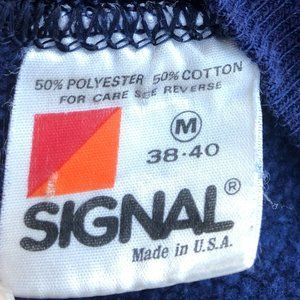 50% POLYESTER 50% COTTON
FOR CARE SEE REVERSE
M
38-40
SIGNAL®
Made in U.S.A.